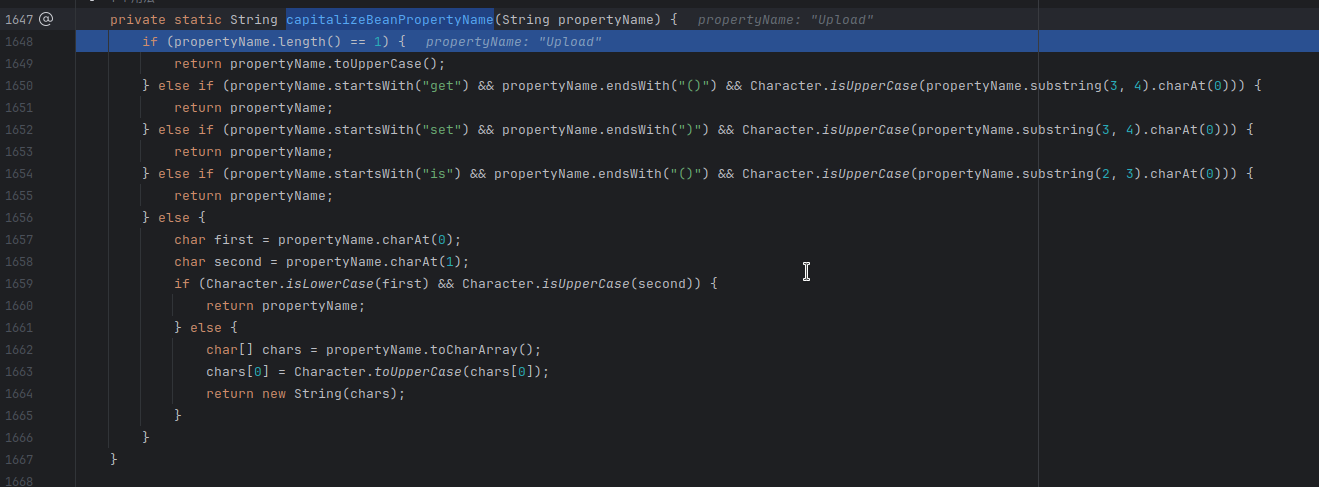 1647 @ private static String capitalizeBeanPropertyName(String propertyName) { propertyName: "Upload"
1648 if (propertyName.length() == 1) { propertyName: "Upload"
1649 return propertyName.toUpperCase();
1650 } else if (propertyName.startsWith("get") && propertyName.endsWith("()") && Character.isUpperCase(propertyName.substring(3, 4).charAt(0))) {
1651 return propertyName;
1652 } else if (propertyName.startsWith("set") && propertyName.endsWith(")") && Character.isUpperCase(propertyName.substring(3, 4).charAt(0))) {
1653 return propertyName;
1654 } else if (propertyName.startsWith("is") && propertyName.endsWith("()") && Character.isUpperCase(propertyName.substring(2, 3).charAt(0))) {
1655 return propertyName;
1656 } else {
1657 char first = propertyName.charAt(0);
1658 char second = propertyName.charAt(1);
1659 if (Character.isLowerCase(first) && Character.isUpperCase(second)) {
1660 return propertyName;
1661 } else {
1662 char[] chars = propertyName.toCharArray();
1663 chars[0] = Character.toUpperCase(chars[0]);
1664 return new String(chars);
1665 }
1666 }
1667 }
1668